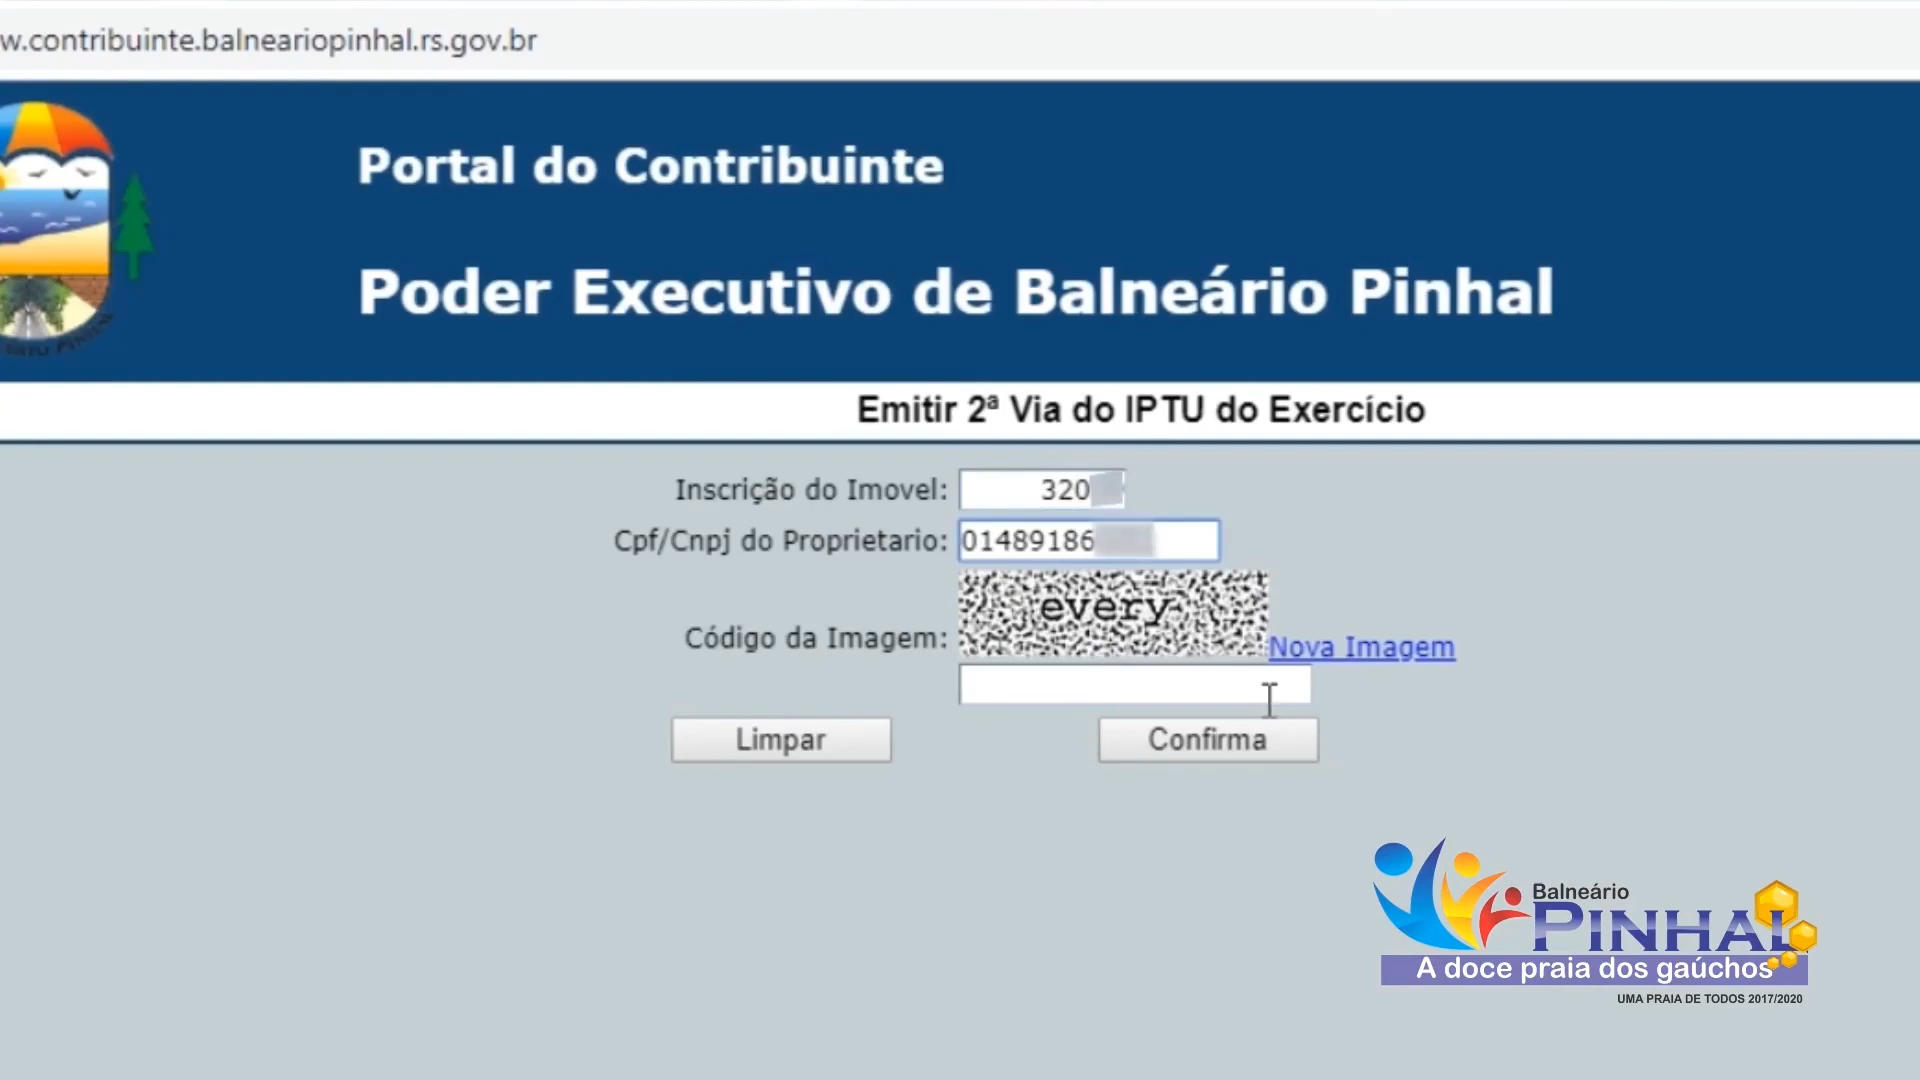 w.contribuinte.balneariopinhal.rs.gov.br
Portal do Contribuinte
Poder Executivo de Balneário Pinhal
Emitir 2ª Via do IPTU do Exercício
Inscrição do Imovel: 320
Cpf/Cnpj do Proprietario: 01489186
every
Código da Imagem: Nova Imagem
Limpar Confirma
Balneário
PINHAL
A doce praia dos gaúchos
UMA PRAIA DE TODOS 2017/2020